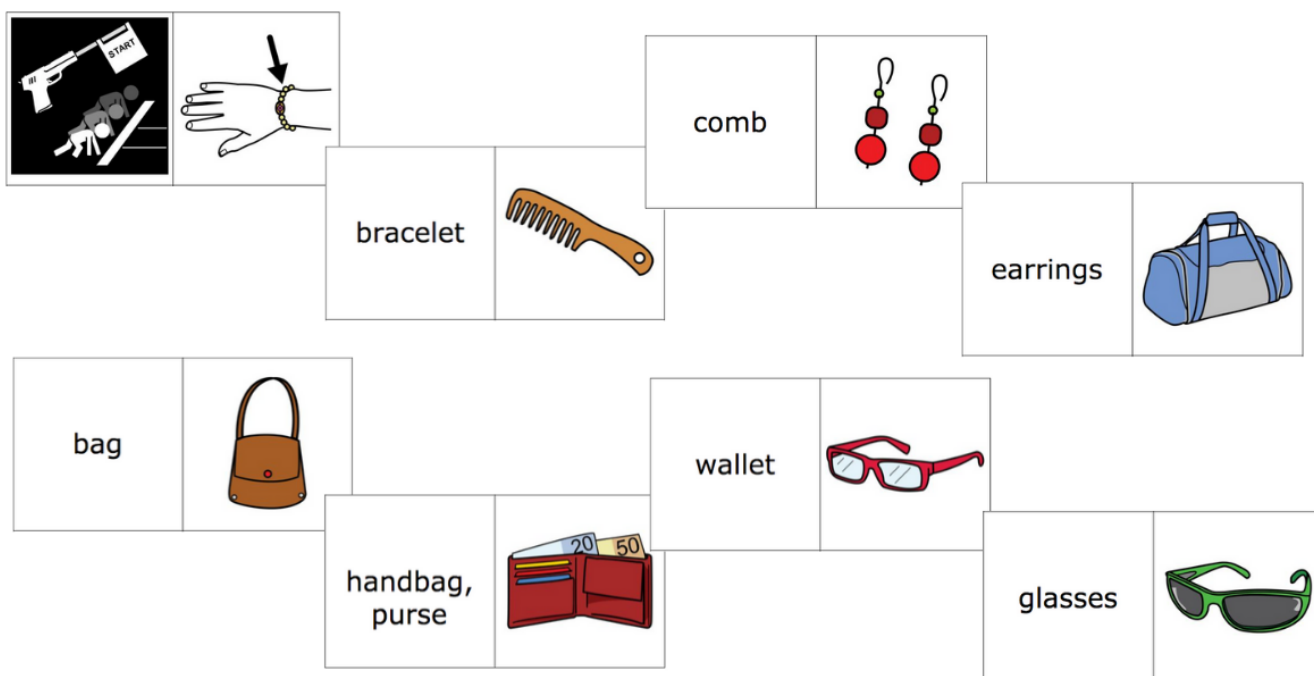 START
comb
bracelet
earrings
bag
wallet
20 50
handbag,
purse
glasses